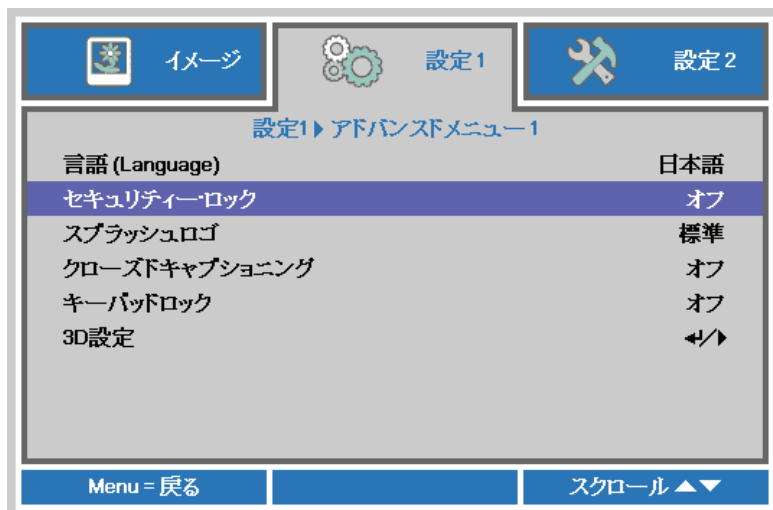 イメージ 設定1 設定2
設定1▶アドバンスドメニュー1
言語 (Language) 日本語
セキュリティー・ロック オフ
スプラッシュロゴ 標準
クローズドキャプショニング オフ
キーパッドロック オフ
3D設定 ↵/▶
Menu = 戻る スクロール ▲▼